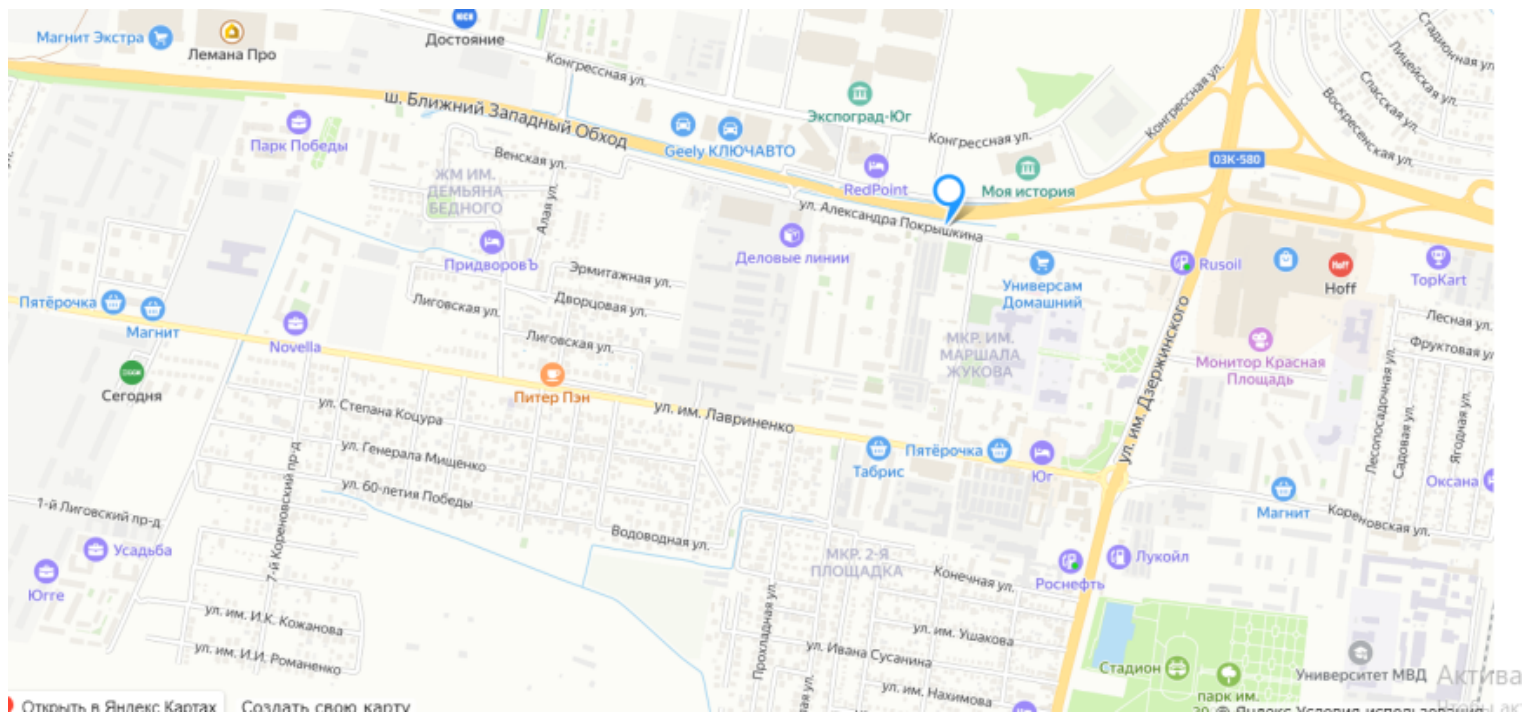 Магнит Экстра
Лемана Про
Достояние
Конгрессная ул.
Стадионная ул.
Лицейская ул.
Спасская ул.
Воскресенская ул.
Конгрессная ул.
ш. Ближний Западный Обход
Экспоград-Юг
Конгрессная ул.
Парк Победы
Geely КЛЮЧАВТО
Венская ул.
03К-580
ЖМ ИМ.
ДЕМЬЯНА
БЕДНОГО
RedPoint
Моя история
Алая ул.
ул. Александра Покрышкина
Придворовъ
Деловые линии
Rusoil
Hoff
Hoff
TopKart
Эрмитажная ул.
Универсам
Домашний
Дворцовая ул.
Лиговская ул.
Пятёрочка
Магнит
Лесная ул.
Novella
Лиговская ул.
МКР. ИМ.
МАРШАЛА
ЖУКОВА
ул. им. Дзержинского
Фруктовая ул
Монитор Красная
Площадь
Сегодня
Питер Пэн
Лесопосадочная ул.
Садовая ул.
Ягодная ул.
ул. Степана Коцура
ул. им. Лавриненко
ул. Генерала Мищенко
Табрис
Пятёрочка
Юг
Оксана
ул. 60-летия Победы
7-й Кореновский пр-д
1-й Лиговский пр-д
Магнит
Кореновская ул.
Водоводная ул.
Усадьба
Юrre
МКР. 2-Я
ПЛОЩАДКА
Конечная ул.
Роснефть
Лукойл
Прохладная ул.
ул. им. И.К. Кожанова
ул. им. Ушакова
ул. им. И.И. Романенко
ул. Ивана Сусанина
Стадион
Университет МВД
Актива
ул. им. Нахимова
парк им.
Открыть в Яндекс Картах
Создать свою карту
© Яндекс Условия использования